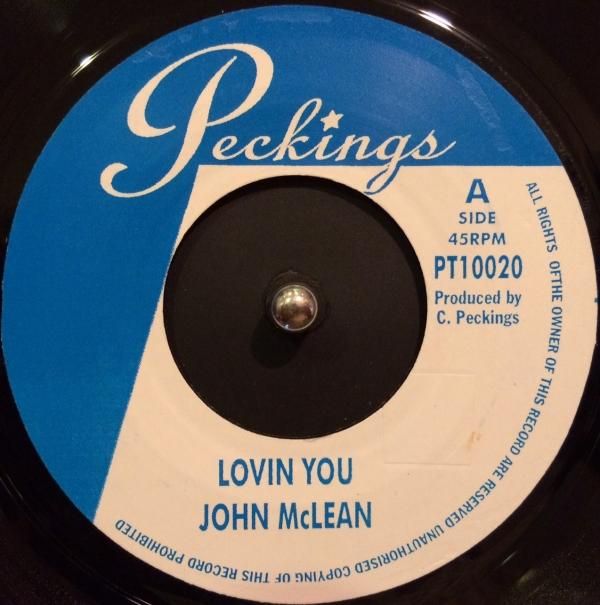 Peckings
A
SIDE
45RPM
PT10020
Produced by
C. Peckings
LOVIN YOU
JOHN McLEAN
ALL RIGHTS OFTHE OWNER OF THIS RECORD ARE RESERVED UNAUTHORISED COPYING OF THIS RECORD PROHIBITED